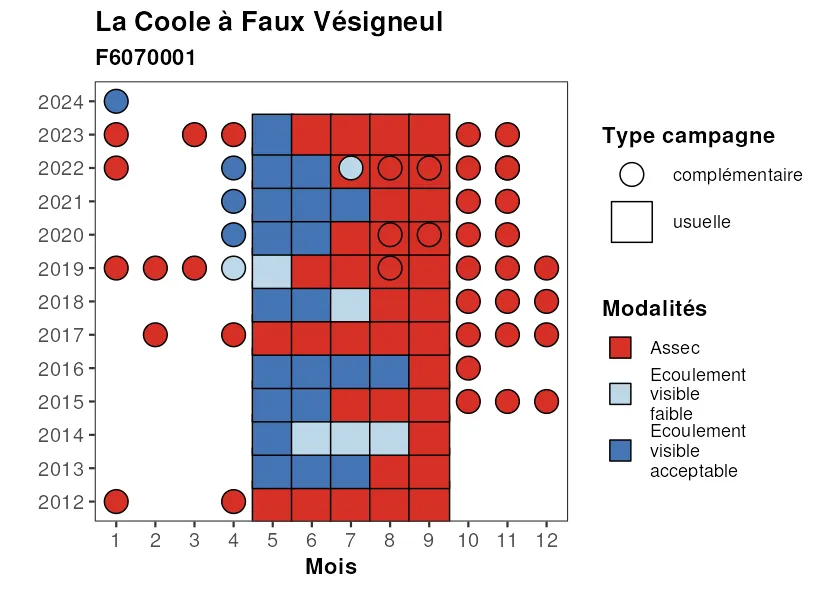 La Coole à Faux Vésigneul
F6070001
2024
2023
2022
2021
2020
2019
2018
2017
2016
2015
2014
2013
2012
1 2 3 4 5 6 7 8 9 10 11 12
Mois
Type campagne
complémentaire
usuelle
Modalités
Assec
Ecoulement
visible
faible
Ecoulement
visible
acceptable